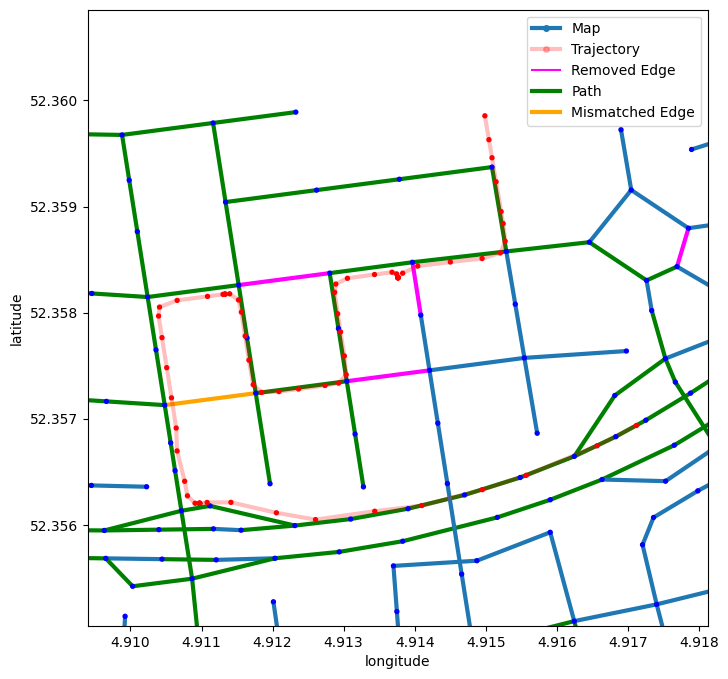 Map
Trajectory
Removed Edge
Path
Mismatched Edge
52.360
52.359
52.358
52.357
52.356
latitude
4.910 4.911 4.912 4.913 4.914 4.915 4.916 4.917 4.918
longitude